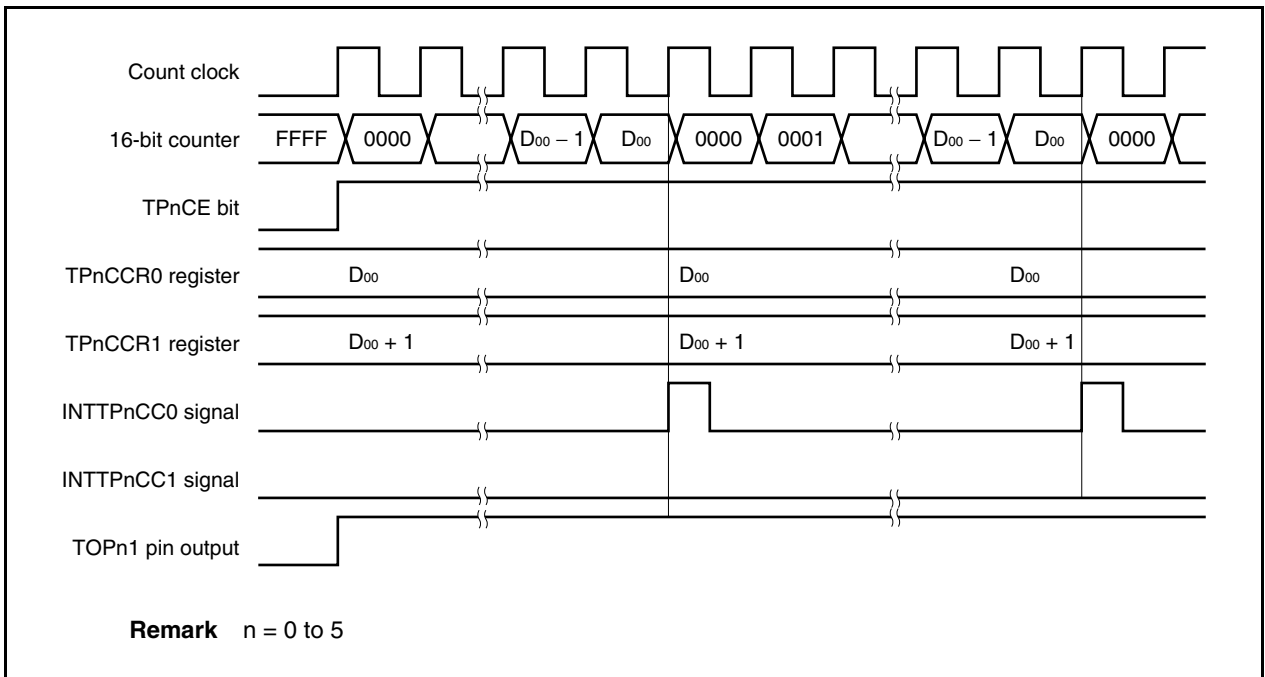 Count clock
16-bit counter FFFF 0000 D00 − 1 D00 0000 0001 D00 − 1 D00 0000
TPnCE bit
TPnCCR0 register D00 D00 D00
TPnCCR1 register D00 + 1 D00 + 1 D00 + 1
INTTPnCC0 signal
INTTPnCC1 signal
TOPn1 pin output
Remark n = 0 to 5